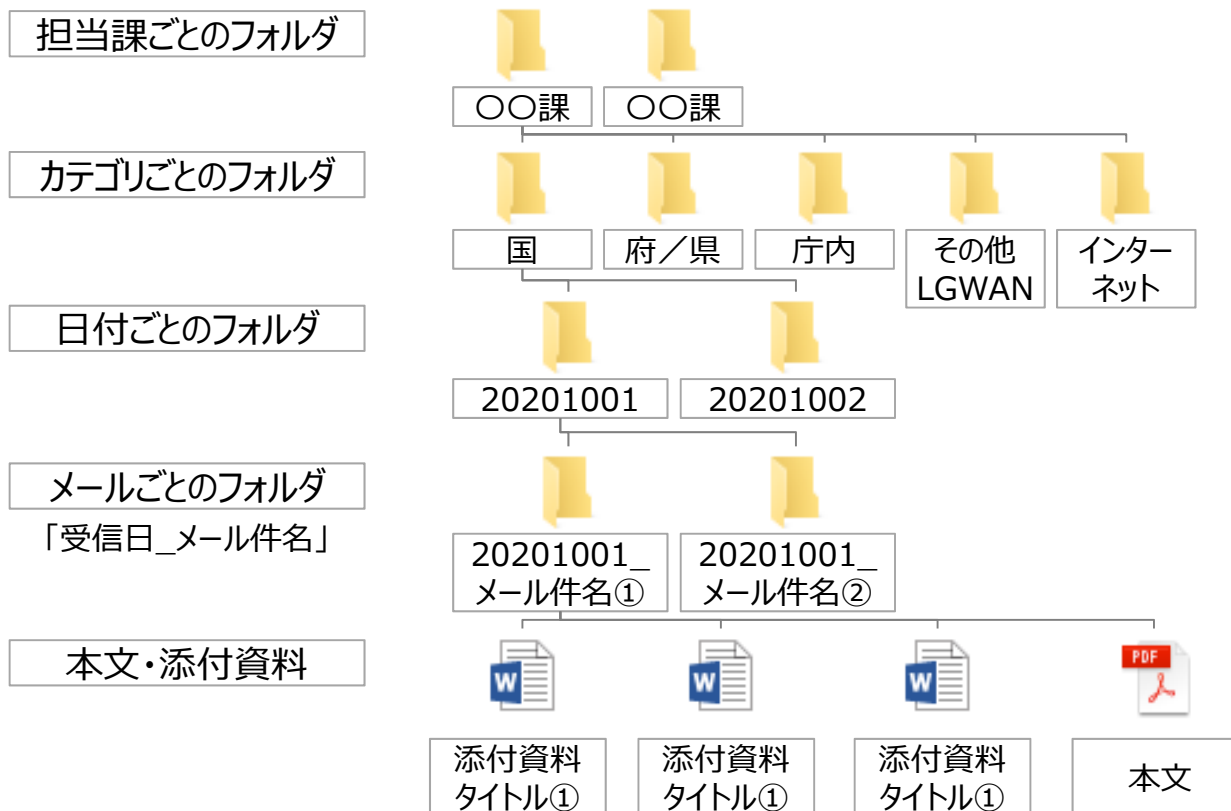 担当課ごとのフォルダ
〇〇課
〇〇課
カテゴリごとのフォルダ
国
府／県
庁内
その他
LGWAN
インター
ネット
日付ごとのフォルダ
20201001
20201002
メールごとのフォルダ
「受信日_メール件名」
20201001_
メール件名①
20201001_
メール件名②
本文・添付資料
W
W
W
PDF
添付資料
タイトル①
添付資料
タイトル①
添付資料
タイトル①
本文